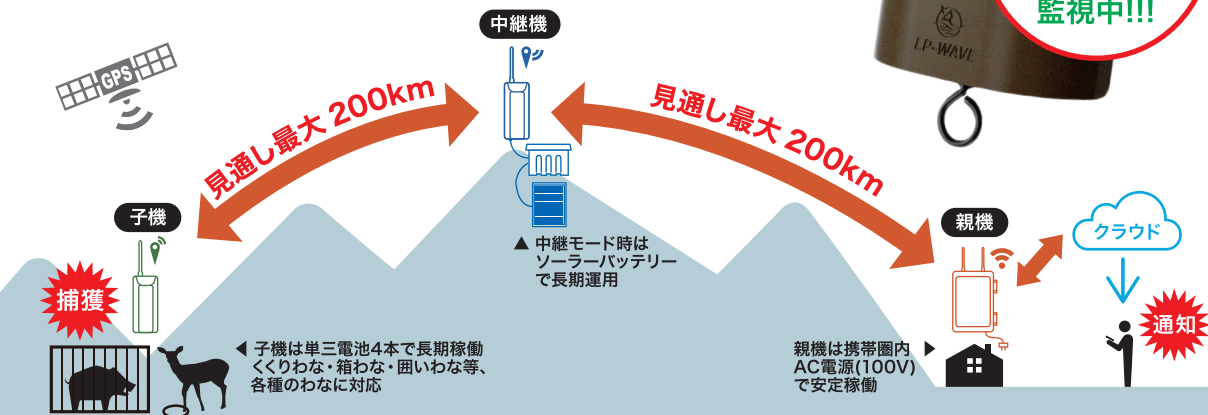 監視中!!!
LP-WAVE
中継機
GPS
見通し最大 200km
見通し最大 200km
子機
親機
クラウド
▲ 中継モード時は
ソーラーバッテリー
で長期運用
捕獲
通知
◀ 子機は単三電池4本で長期稼働
くくりわな・箱わな・囲いわな等、
各種のわなに対応
親機は携帯圏内 ▶
AC電源(100V)
で安定稼働